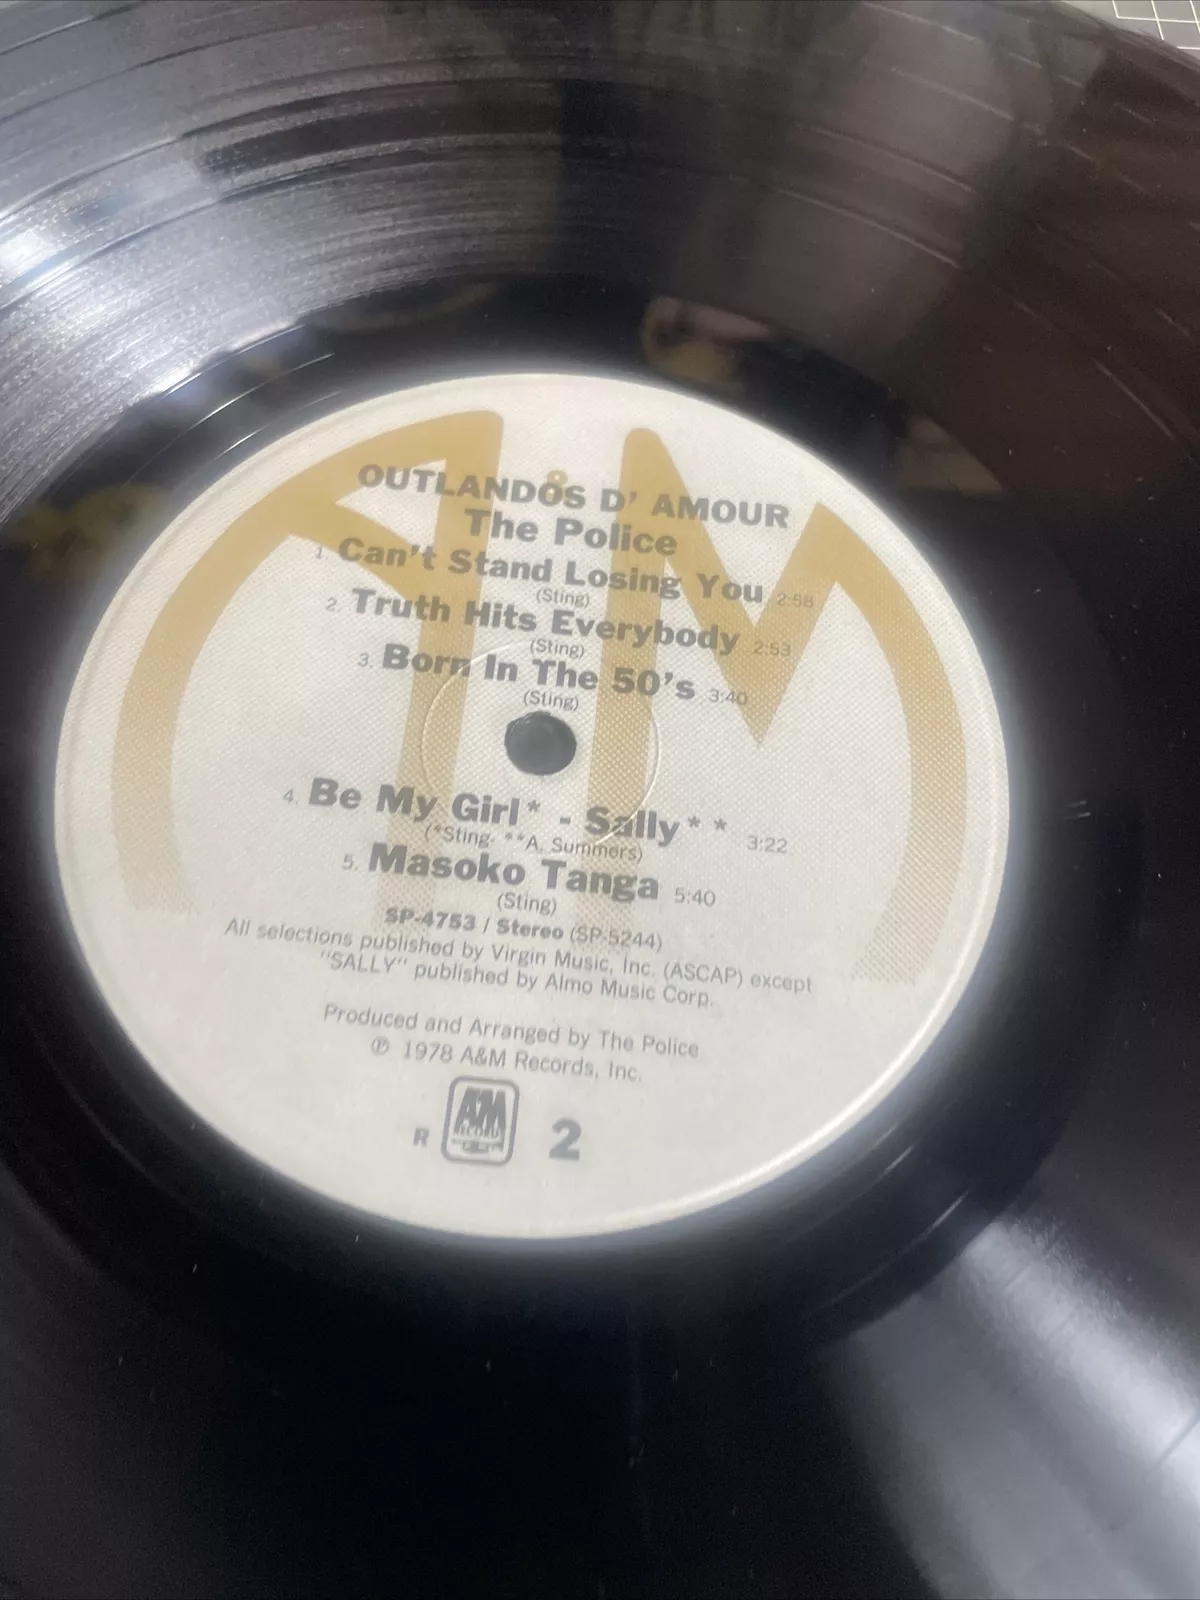 A&M
OUTLANDOS D' AMOUR
The Police
1. Can't Stand Losing You 2:58
(Sting)
2. Truth Hits Everybody 2:53
(Sting)
3. Born In The 50's 3:40
(Sting)
4. Be My Girl* - Sally** 3:22
(*Sting- **A. Summers)
5. Masoko Tanga 5:40
(Sting)
SP-4753 / Stereo (SP-5244)
All selections published by Virgin Music, Inc. (ASCAP) except
"SALLY" published by Almo Music Corp.
Produced and Arranged by The Police
℗ 1978 A&M Records, Inc.
R A&M RECORDS 2